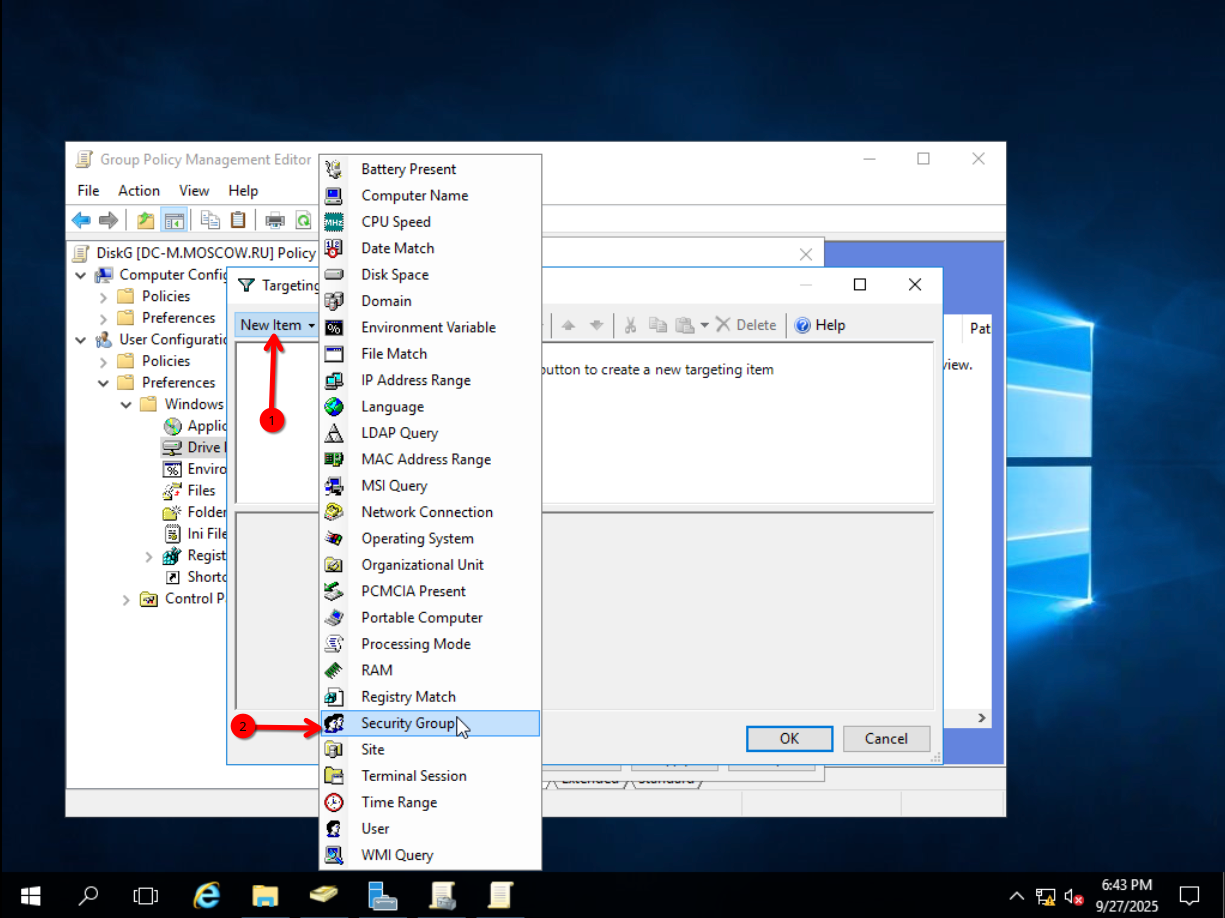 Group Policy Management Editor
File Action View Help
DiskG [DC-M.MOSCOW.RU] Policy
Computer Config
Policies
Preferences
User Configuratio
Policies
Preferences
Windows
Applic
Drive
Enviro
Files
Folder
Ini File
Regist
Shortc
Control P
Targeting
New Item
Delete
Help
button to create a new targeting item
Pat
view.
1
2
Battery Present
Computer Name
CPU Speed
Date Match
Disk Space
Domain
Environment Variable
File Match
IP Address Range
Language
LDAP Query
MAC Address Range
MSI Query
Network Connection
Operating System
Organizational Unit
PCMCIA Present
Portable Computer
Processing Mode
RAM
Registry Match
Security Group
Site
Terminal Session
Time Range
User
WMI Query
OK
Cancel
Extended
Standard
6:43 PM
9/27/2025